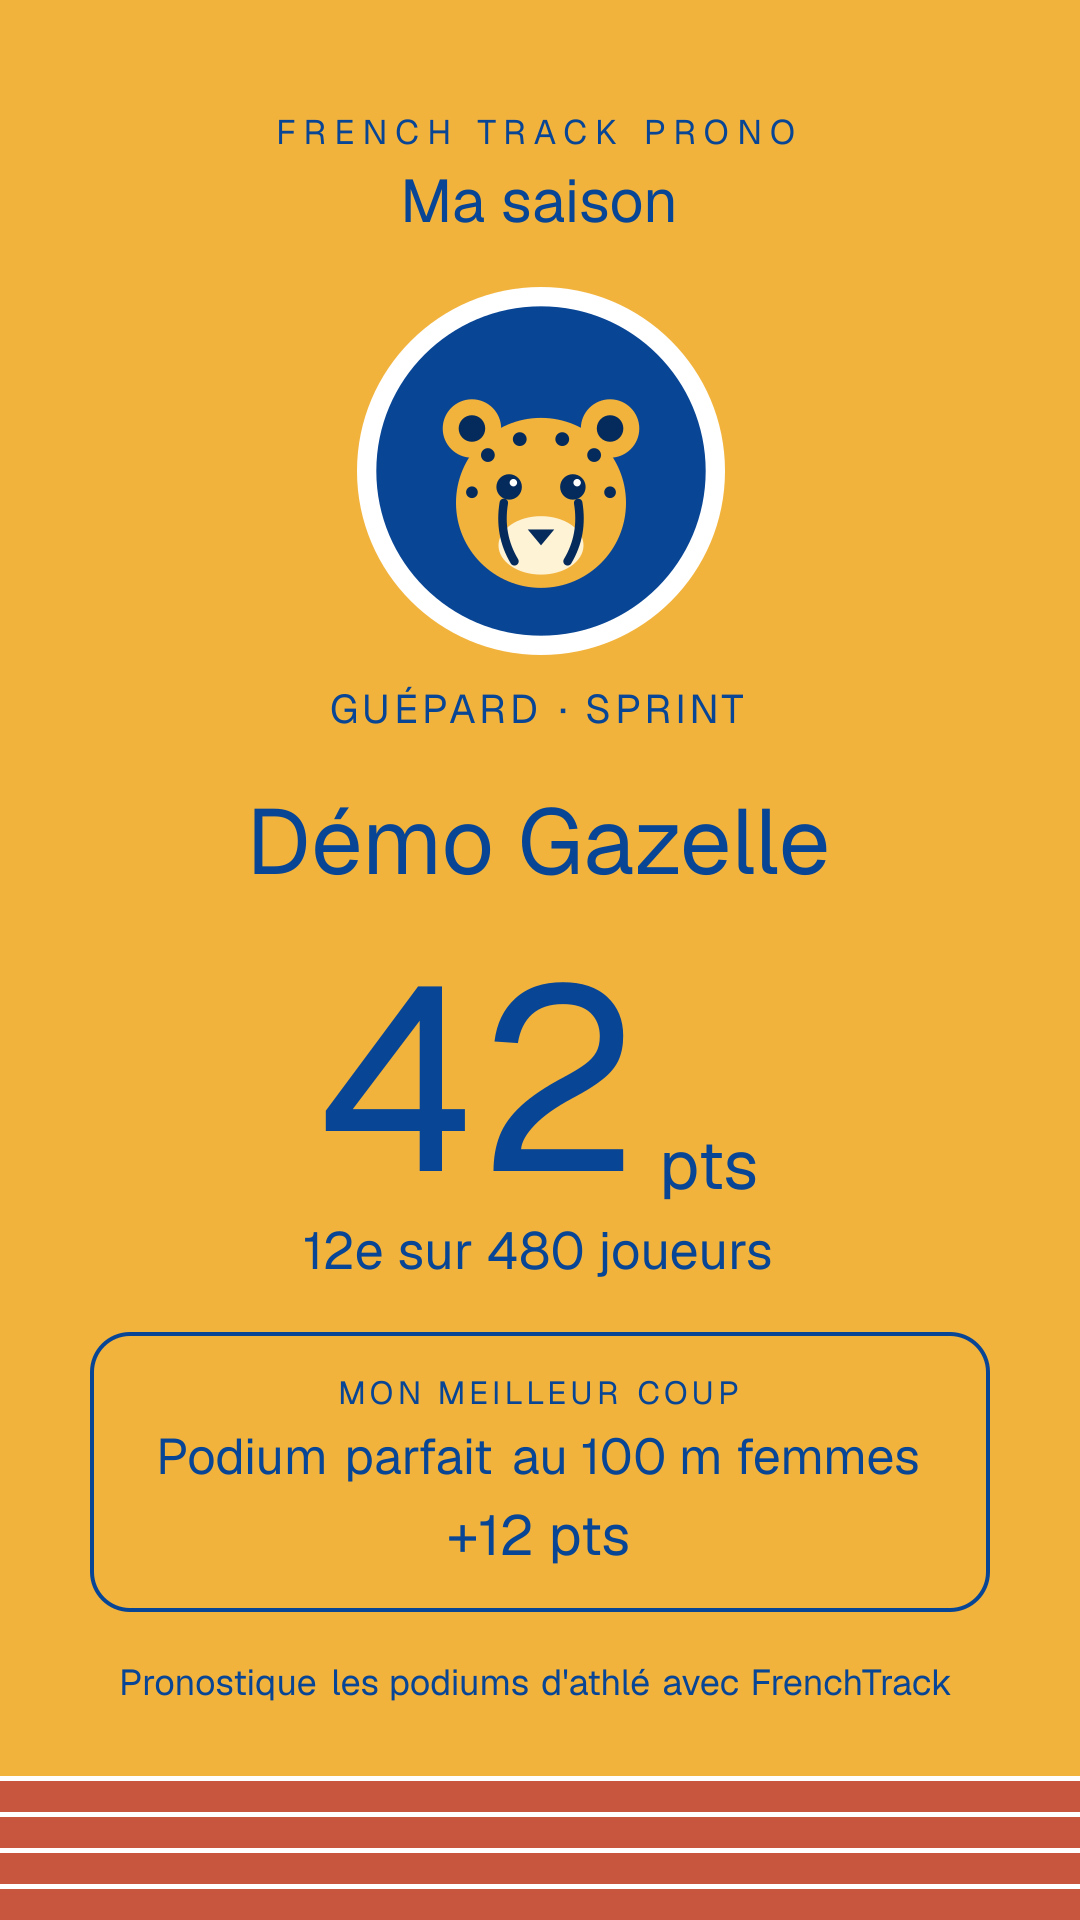 FRENCH TRACK PRONO
Ma saison
GUÉPARD · SPRINT
Démo Gazelle
42 pts
12e sur 480 joueurs
MON MEILLEUR COUP
Podium parfait au 100 m femmes
+12 pts
Pronostique les podiums d'athlé avec FrenchTrack